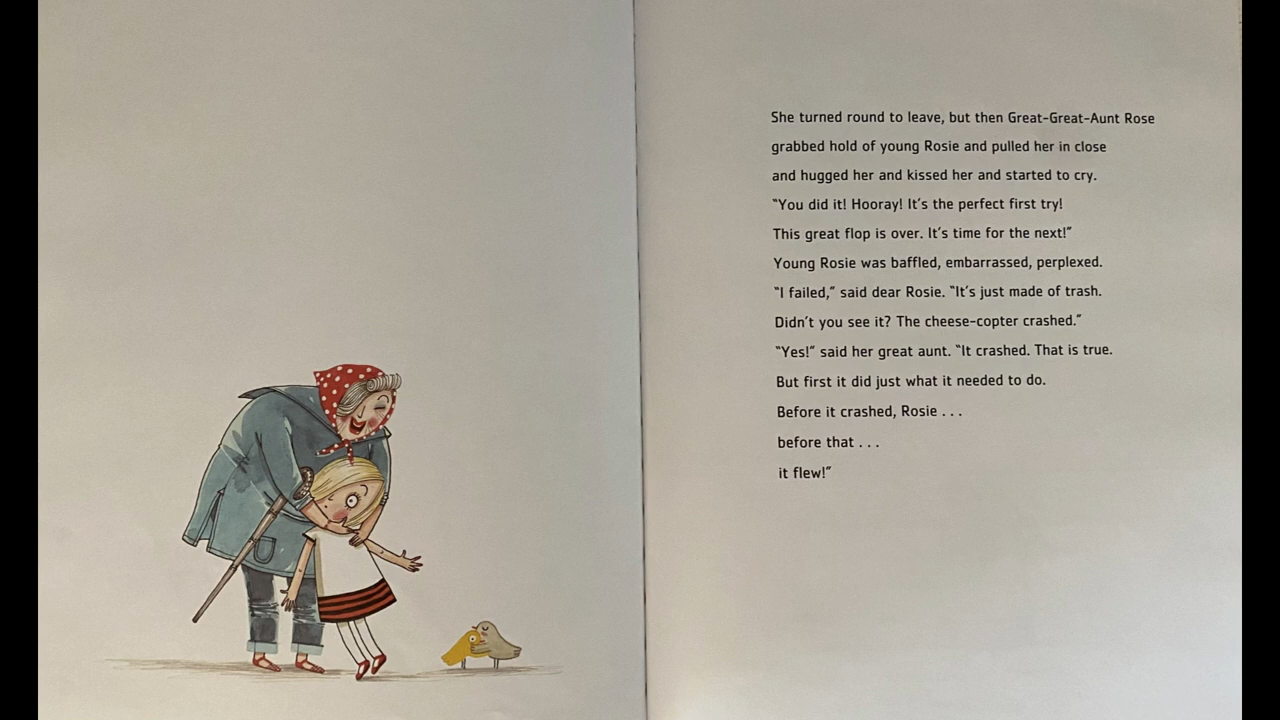 She turned round to leave, but then Great-Great-Aunt Rose
grabbed hold of young Rosie and pulled her in close
and hugged her and kissed her and started to cry.
“You did it! Hooray! It’s the perfect first try!
This great flop is over. It’s time for the next!”
Young Rosie was baffled, embarrassed, perplexed.
“I failed,” said dear Rosie. “It’s just made of trash.
Didn’t you see it? The cheese-copter crashed.”
“Yes!” said her great aunt. “It crashed. That is true.
But first it did just what it needed to do.
Before it crashed, Rosie . . .
before that . . .
it flew!”